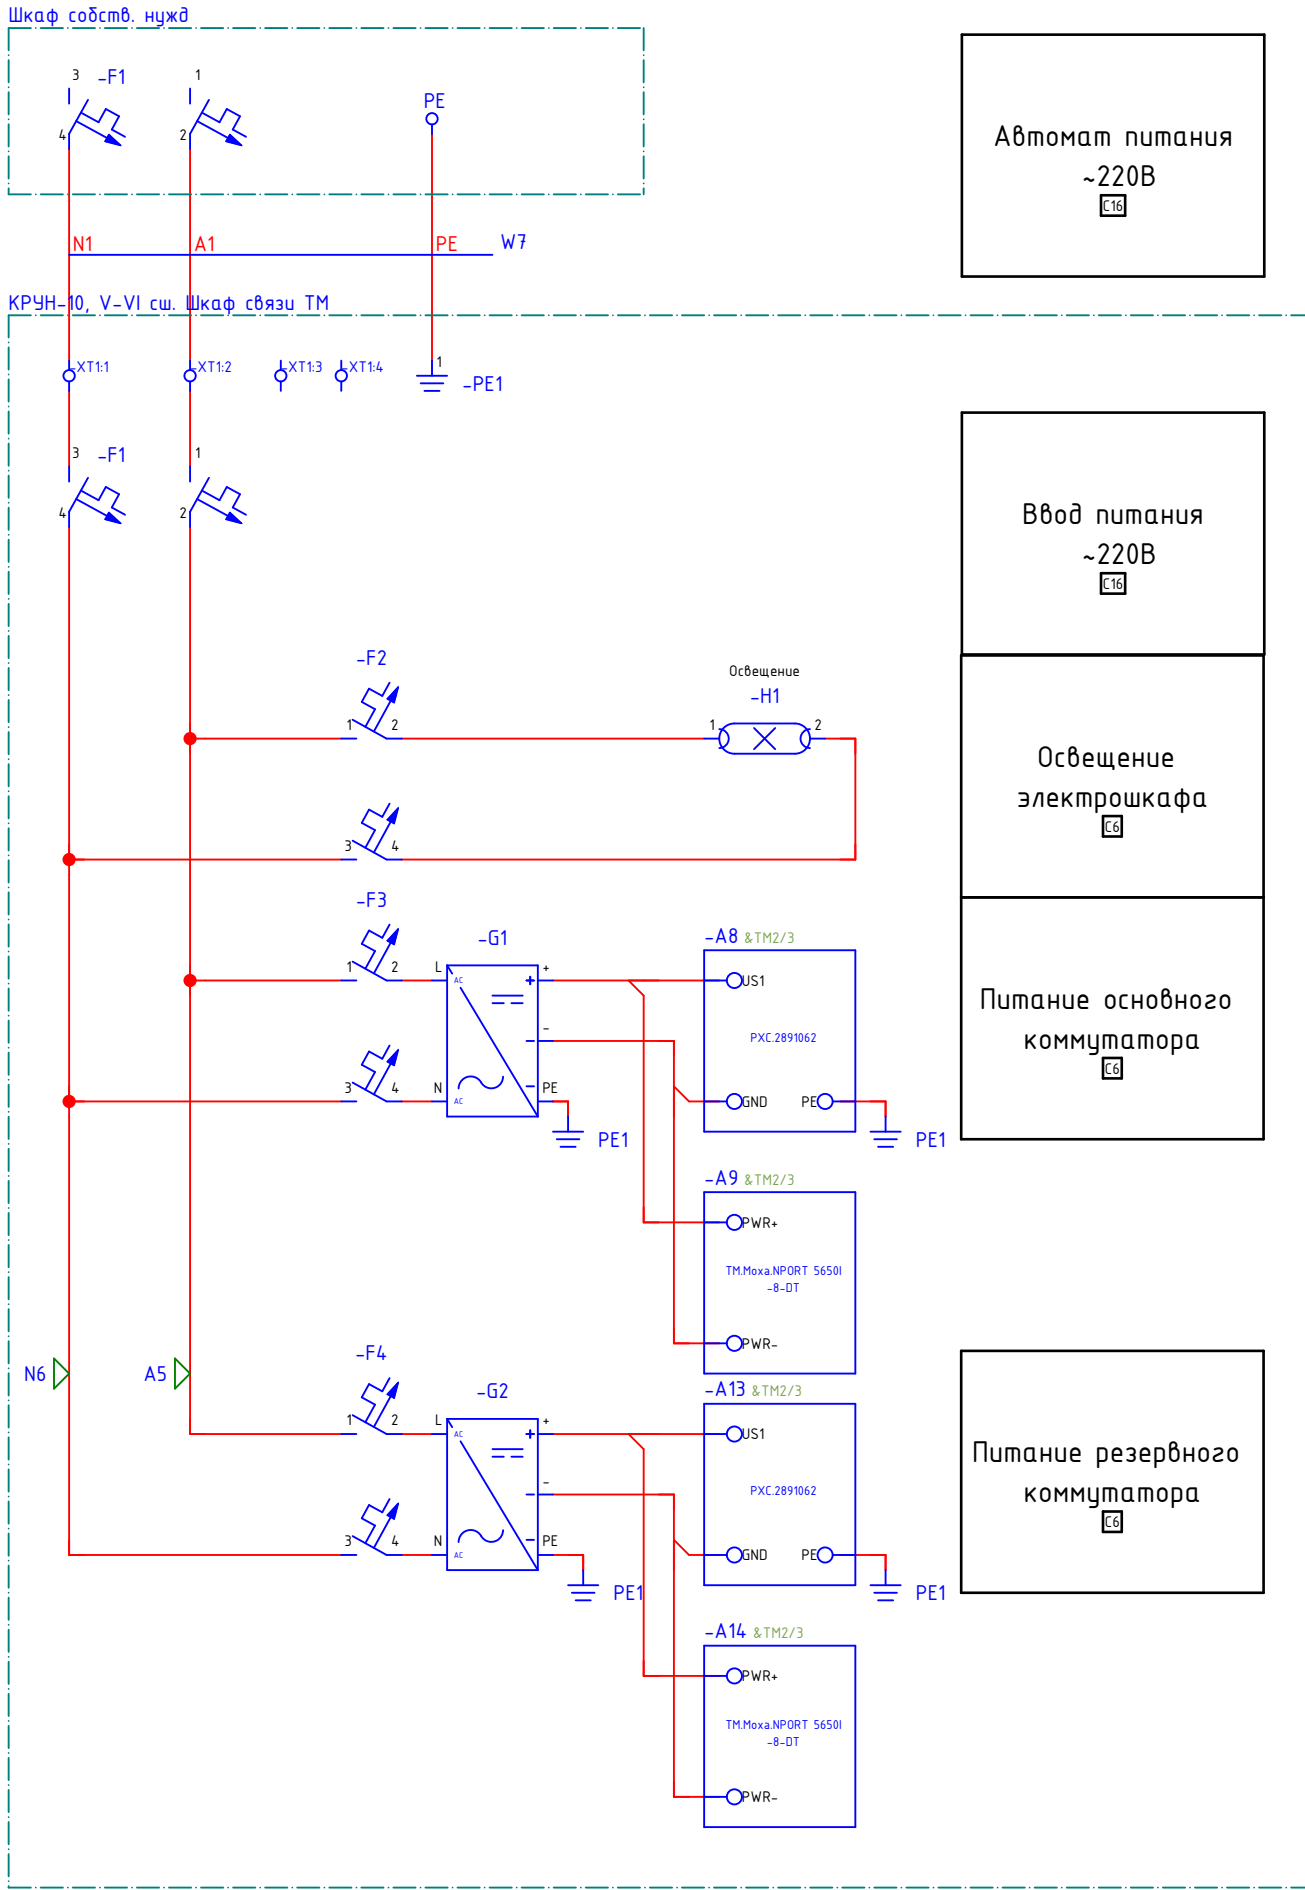 Шкаф собств. нужд
3 -F1 1
4 2
PE
Автомат питания
~220В
C16
N1 A1 PE W7
КРУН-10, V-VI сш. Шкаф связи ТМ
-XT1:1 -XT1:2 -XT1:3 -XT1:4 1
-PE1
3 -F1 1
4 2
Ввод питания
~220В
C16
-F2
Освещение
-H1
1 2 1 2
Освещение
электрошкафа
C6
3 4
-F3
-G1
-A8 &TM2/3
1 2 L AC + + US1
PXC.2891062
- -
3 4 N AC - PE GND PE
PE1 PE1
Питание основного
коммутатора
C6
-A9 &TM2/3
PWR+
TM.Moxa.NPORT 5650I
-8-DT
PWR-
N6 A5
-F4
-G2
-A13 &TM2/3
1 2 L AC + + US1
PXC.2891062
- -
3 4 N AC - PE GND PE
PE1 PE1
Питание резервного
коммутатора
C6
-A14 &TM2/3
PWR+
TM.Moxa.NPORT 5650I
-8-DT
PWR-